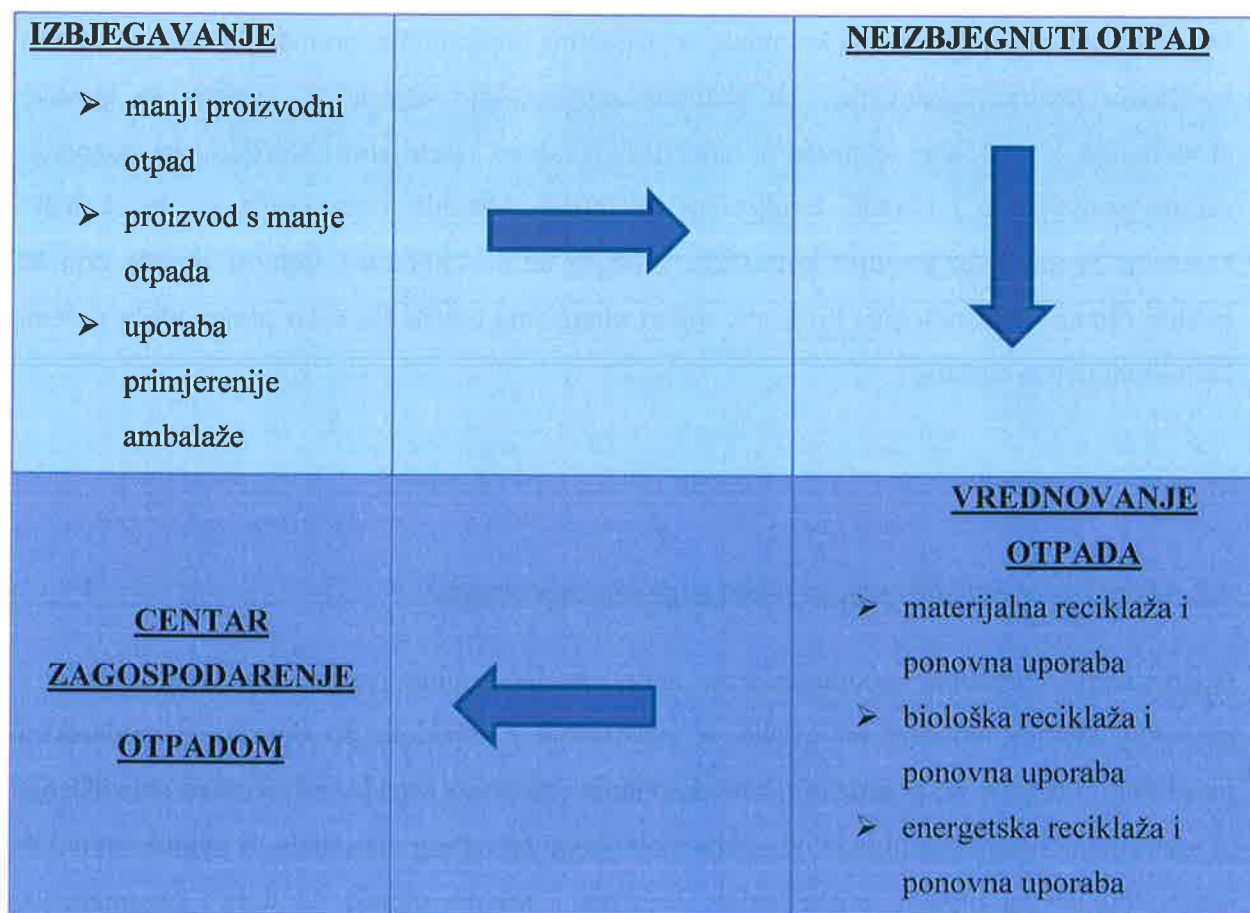 IZBJEGAVANJE
➢ manji proizvodni
otpad
➢ proizvod s manje
otpada
➢ uporaba
primjerenije
ambalaže
NEIZBJEGNUTI OTPAD
VREDNOVANJE
OTPADA
➢ materijalna reciklaža i
ponovna uporaba
➢ biološka reciklaža i
ponovna uporaba
➢ energetska reciklaža i
ponovna uporaba
CENTAR
ZAGOSPODARENJE
OTPADOM